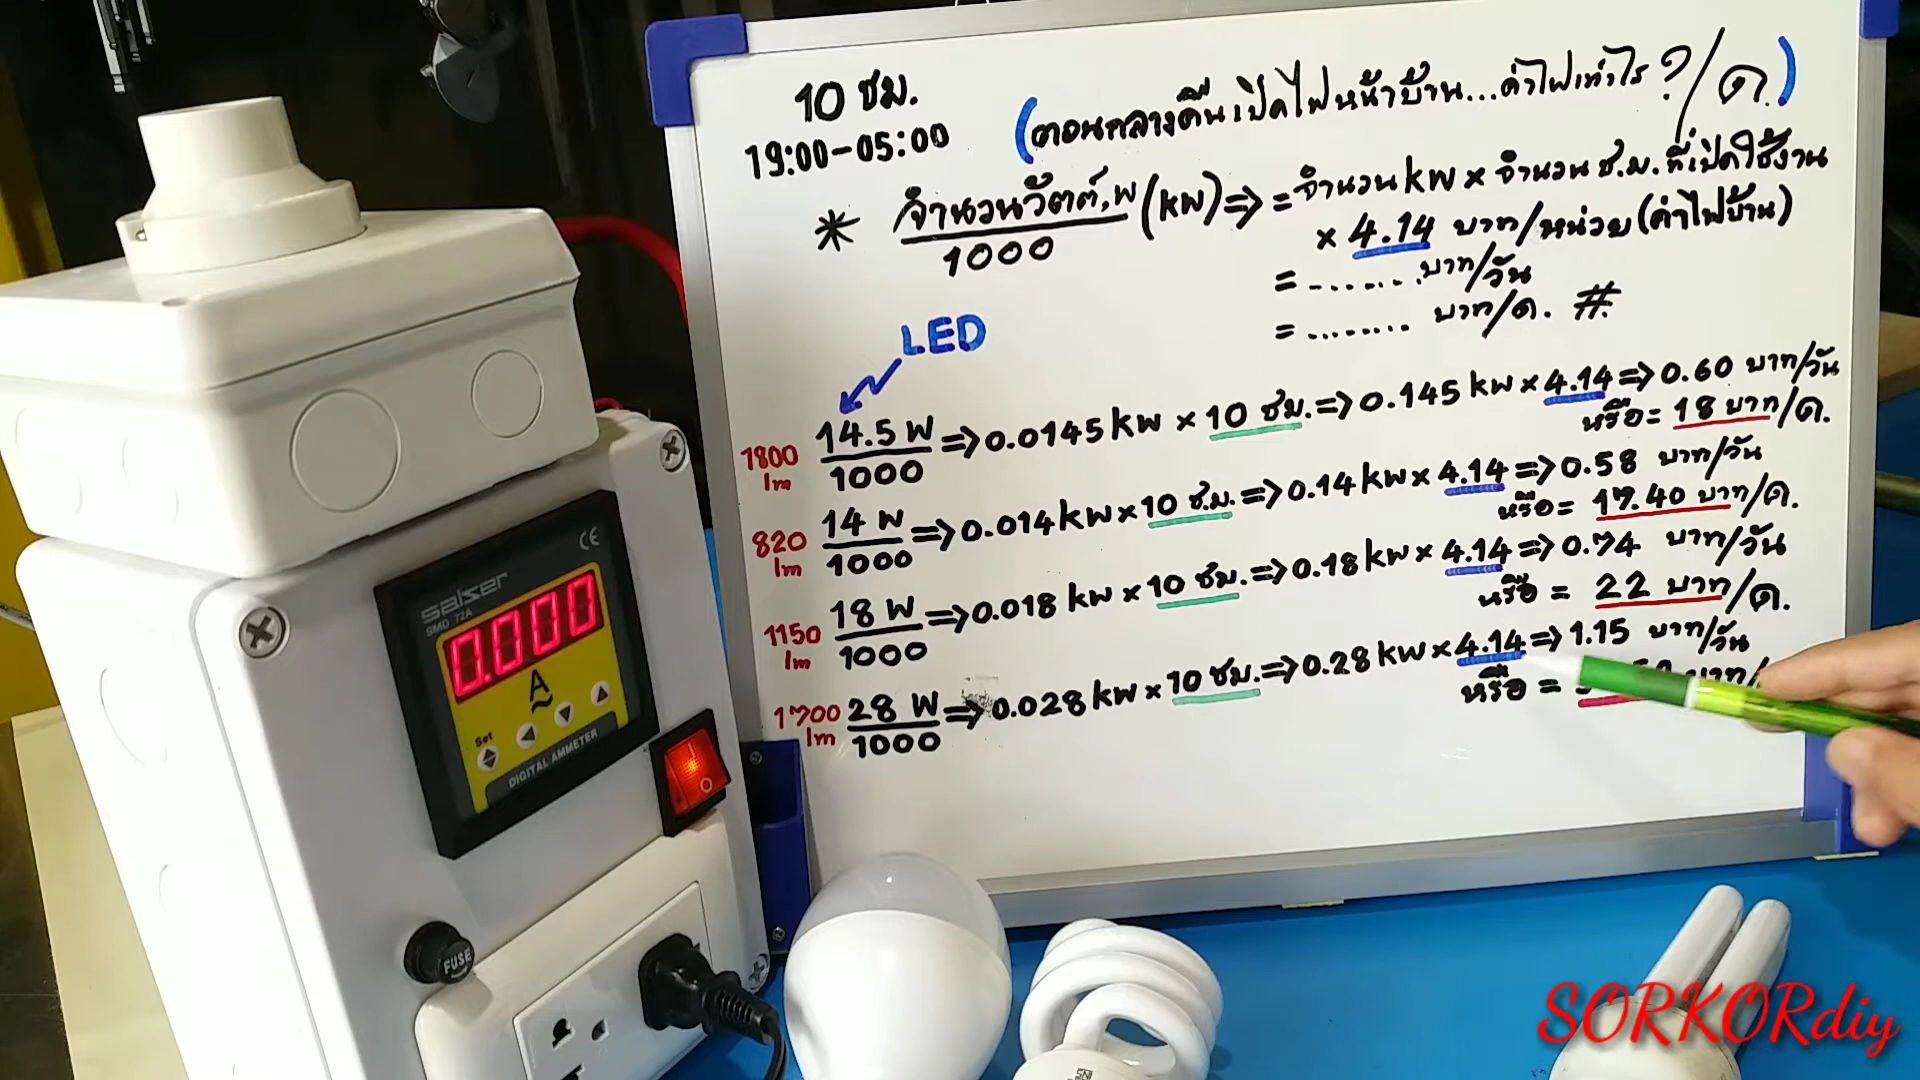 10 ชม.
19:00-05:00
(ตอนกลางคืนเปิดไฟหน้าบ้าน...ค่าไฟเท่าไร ?/ด.)
* จำนวนวัตต์,W (kW) => = จำนวน kW × จำนวน ช.ม. ที่เปิดใช้งาน
1000
× 4.14 บาท/หน่วย (ค่าไฟบ้าน)
= ........ บาท/วัน
= ........ บาท/ด. #
LED
1800 lm 14.5 W => 0.0145 kW × 10 ชม. => 0.145 kW × 4.14 => 0.60 บาท/วัน
1000
หรือ = 18 บาท/ด.
820 lm 14 W => 0.014 kW × 10 ช.ม. => 0.14 kW × 4.14 => 0.58 บาท/วัน
1000
หรือ = 17.40 บาท/ด.
1150 lm 18 W => 0.018 kW × 10 ชม. => 0.18 kW × 4.14 => 0.74 บาท/วัน
1000
หรือ = 22 บาท/ด.
1700 lm 28 W => 0.028 kW × 10 ชม. => 0.28 kW × 4.14 => 1.15 บาท/วัน
1000
หรือ = บาท/
CE
salzer
SMD 72A
0.000
A
Set
DIGITAL AMMETER
FUSE
SNI
SORKORdiy